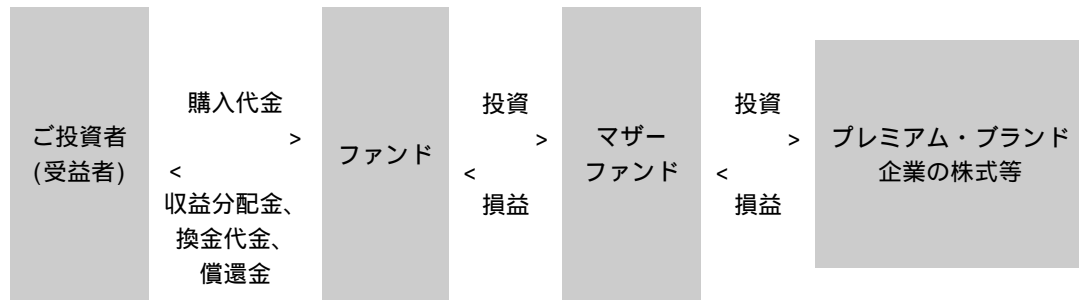 ご投資者
(受益者)
購入代金
>
<
収益分配金、
換金代金、
償還金
ファンド
投資
>
<
損益
マザー
ファンド
投資
>
<
損益
プレミアム・ブランド
企業の株式等